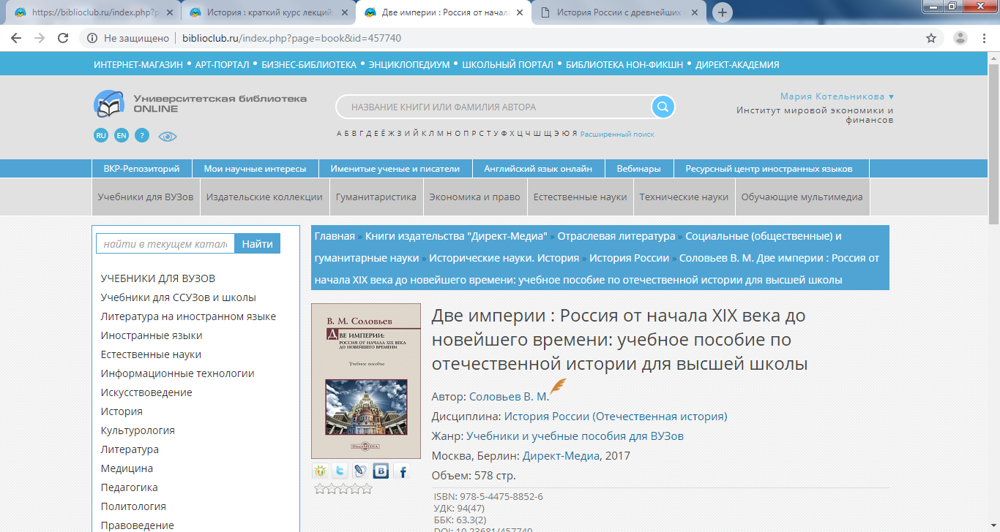 https://biblioclub.ru/index.php?p
История : краткий курс лекций
Две империи : Россия от начала
История России с древнейших
Не защищено
biblioclub.ru/index.php?page=book&id=457740
ИНТЕРНЕТ-МАГАЗИН • АРТ-ПОРТАЛ • БИЗНЕС-БИБЛИОТЕКА • ЭНЦИКЛОПЕДИУМ • ШКОЛЬНЫЙ ПОРТАЛ • БИБЛИОТЕКА НОН-ФИКШН • ДИРЕКТ-АКАДЕМИЯ
Университетская библиотека
ONLINE
RU EN ?
НАЗВАНИЕ КНИГИ ИЛИ ФАМИЛИЯ АВТОРА
А Б В Г Д Е Ё Ж З И Й К Л М Н О П Р С Т У Ф Х Ц Ч Ш Щ Э Ю Я Расширенный поиск
Мария Котельникова ▼
Институт мировой экономики и
финансов
ВКР-Репозиторий
Мои научные интересы
Именитые ученые и писатели
Английский язык онлайн
Вебинары
Ресурсный центр иностранных языков
Учебники для ВУЗов
Издательские коллекции
Гуманитаристика
Экономика и право
Естественные науки
Технические науки
Обучающие мультимедиа
найти в текущем катал
Найти
УЧЕБНИКИ ДЛЯ ВУЗОВ
Учебники для ССУЗов и школы
Литература на иностранном языке
Иностранные языки
Естественные науки
Информационные технологии
Искусствоведение
История
Культурология
Литература
Медицина
Педагогика
Политология
Правоведение
Главная » Книги издательства "Директ-Медиа" » Отраслевая литература » Социальные (общественные) и
гуманитарные науки » Исторические науки. История » История России » Соловьев В. М. Две империи : Россия от
начала XIX века до новейшего времени: учебное пособие по отечественной истории для высшей школы
В. М. Соловьев
ДВЕ ИМПЕРИИ:
РОССИЯ ОТ НАЧАЛА XIX ВЕКА
ДО НОВЕЙШЕГО ВРЕМЕНИ
Учебное пособие
DirectMEDIA
Две империи : Россия от начала XIX века до
новейшего времени: учебное пособие по
отечественной истории для высшей школы
Автор: Соловьев В. М.
Дисциплина: История России (Отечественная история)
Жанр: Учебники и учебные пособия для ВУЗов
Москва, Берлин: Директ-Медиа, 2017
Объем: 578 стр.
ISBN: 978-5-4475-8852-6
УДК: 94(47)
ББК: 63.3(2)
DOI: 10.23681/457740